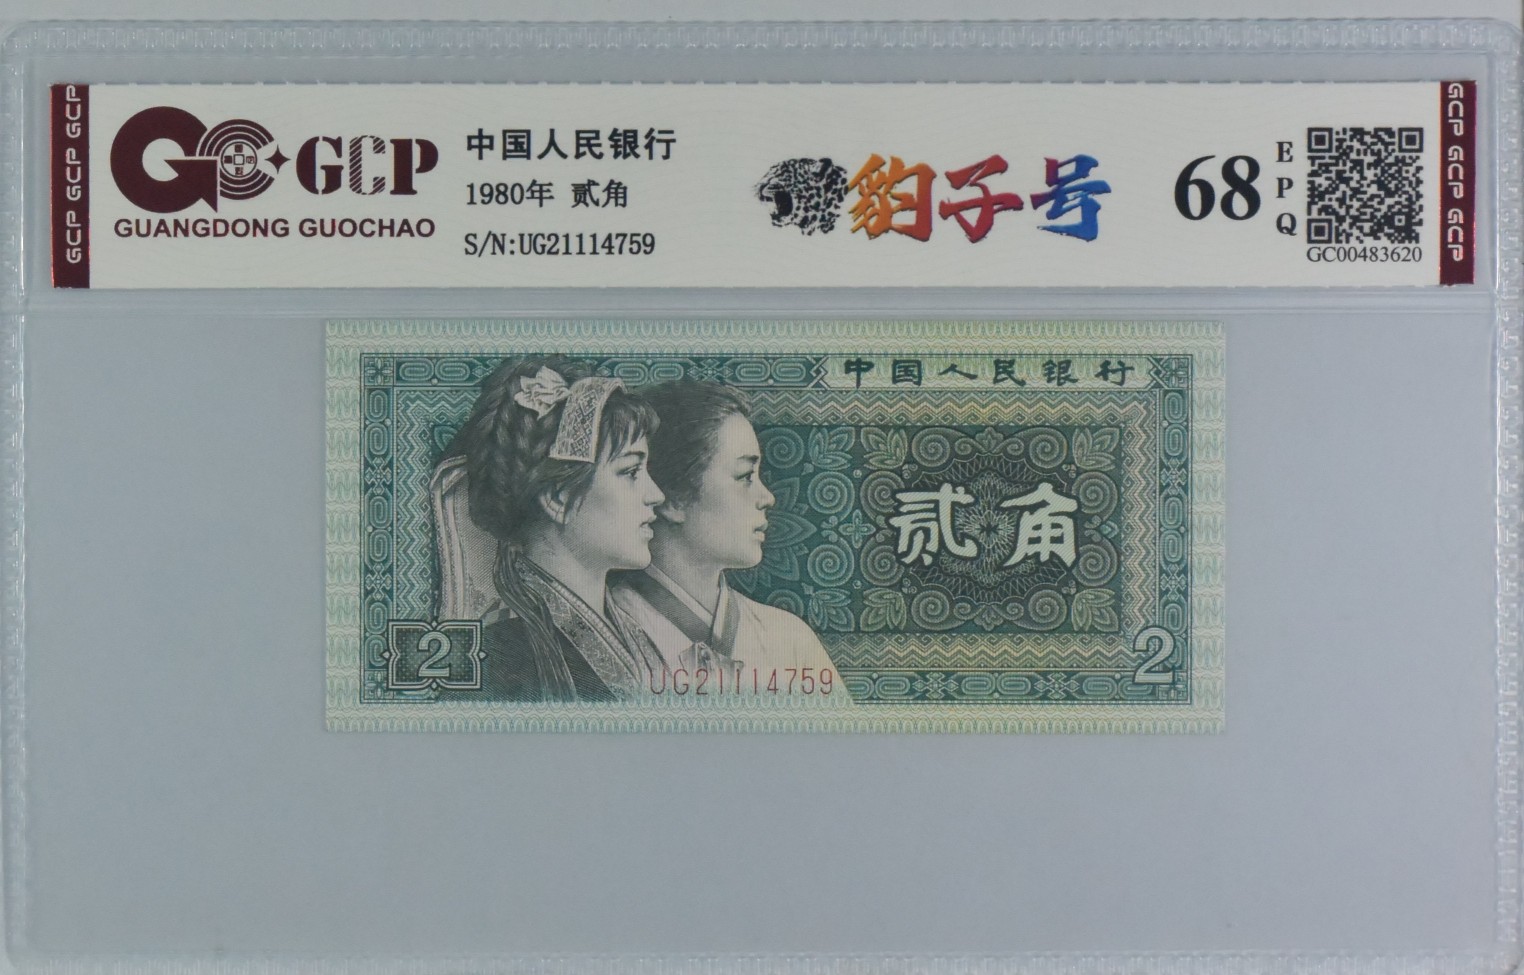 GCP GCP GCP
GCP
GUANGDONG GUOCHAO
中国人民银行
1980年 贰角
S/N:UG21114759
豹子号
68
EPQ
GC00483620
GCP GCP GCP
中国人民银行
贰角
2
2
UG21114759